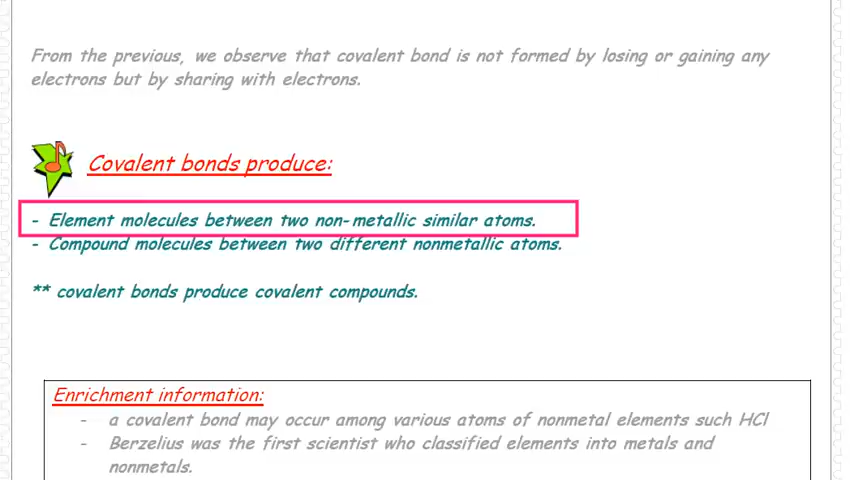 From the previous, we observe that covalent bond is not formed by losing or gaining any
electrons but by sharing with electrons.
Covalent bonds produce:
- Element molecules between two non-metallic similar atoms.
- Compound molecules between two different nonmetallic atoms.
** covalent bonds produce covalent compounds.
Enrichment information:
- a covalent bond may occur among various atoms of nonmetal elements such HCl
- Berzelius was the first scientist who classified elements into metals and
nonmetals.